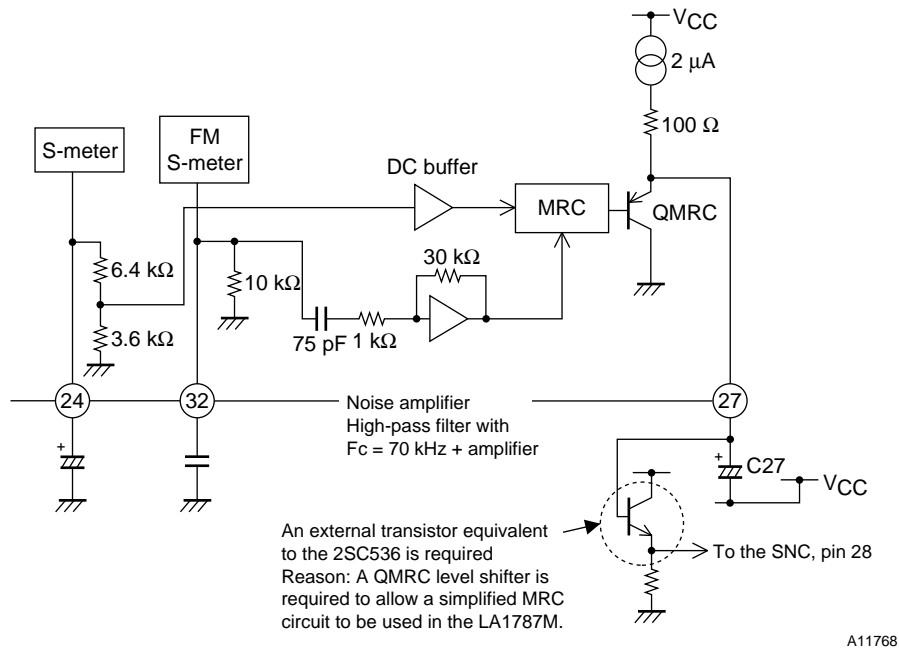 VCC
2 μA
100 Ω
S-meter
FM
S-meter
DC buffer
MRC
QMRC
6.4 kΩ
3.6 kΩ
10 kΩ
30 kΩ
75 pF
1 kΩ
24
32
27
Noise amplifier
High-pass filter with
Fc = 70 kHz + amplifier
+
+
C27
VCC
An external transistor equivalent
to the 2SC536 is required
Reason: A QMRC level shifter is
required to allow a simplified MRC
circuit to be used in the LA1787M.
To the SNC, pin 28
A11768